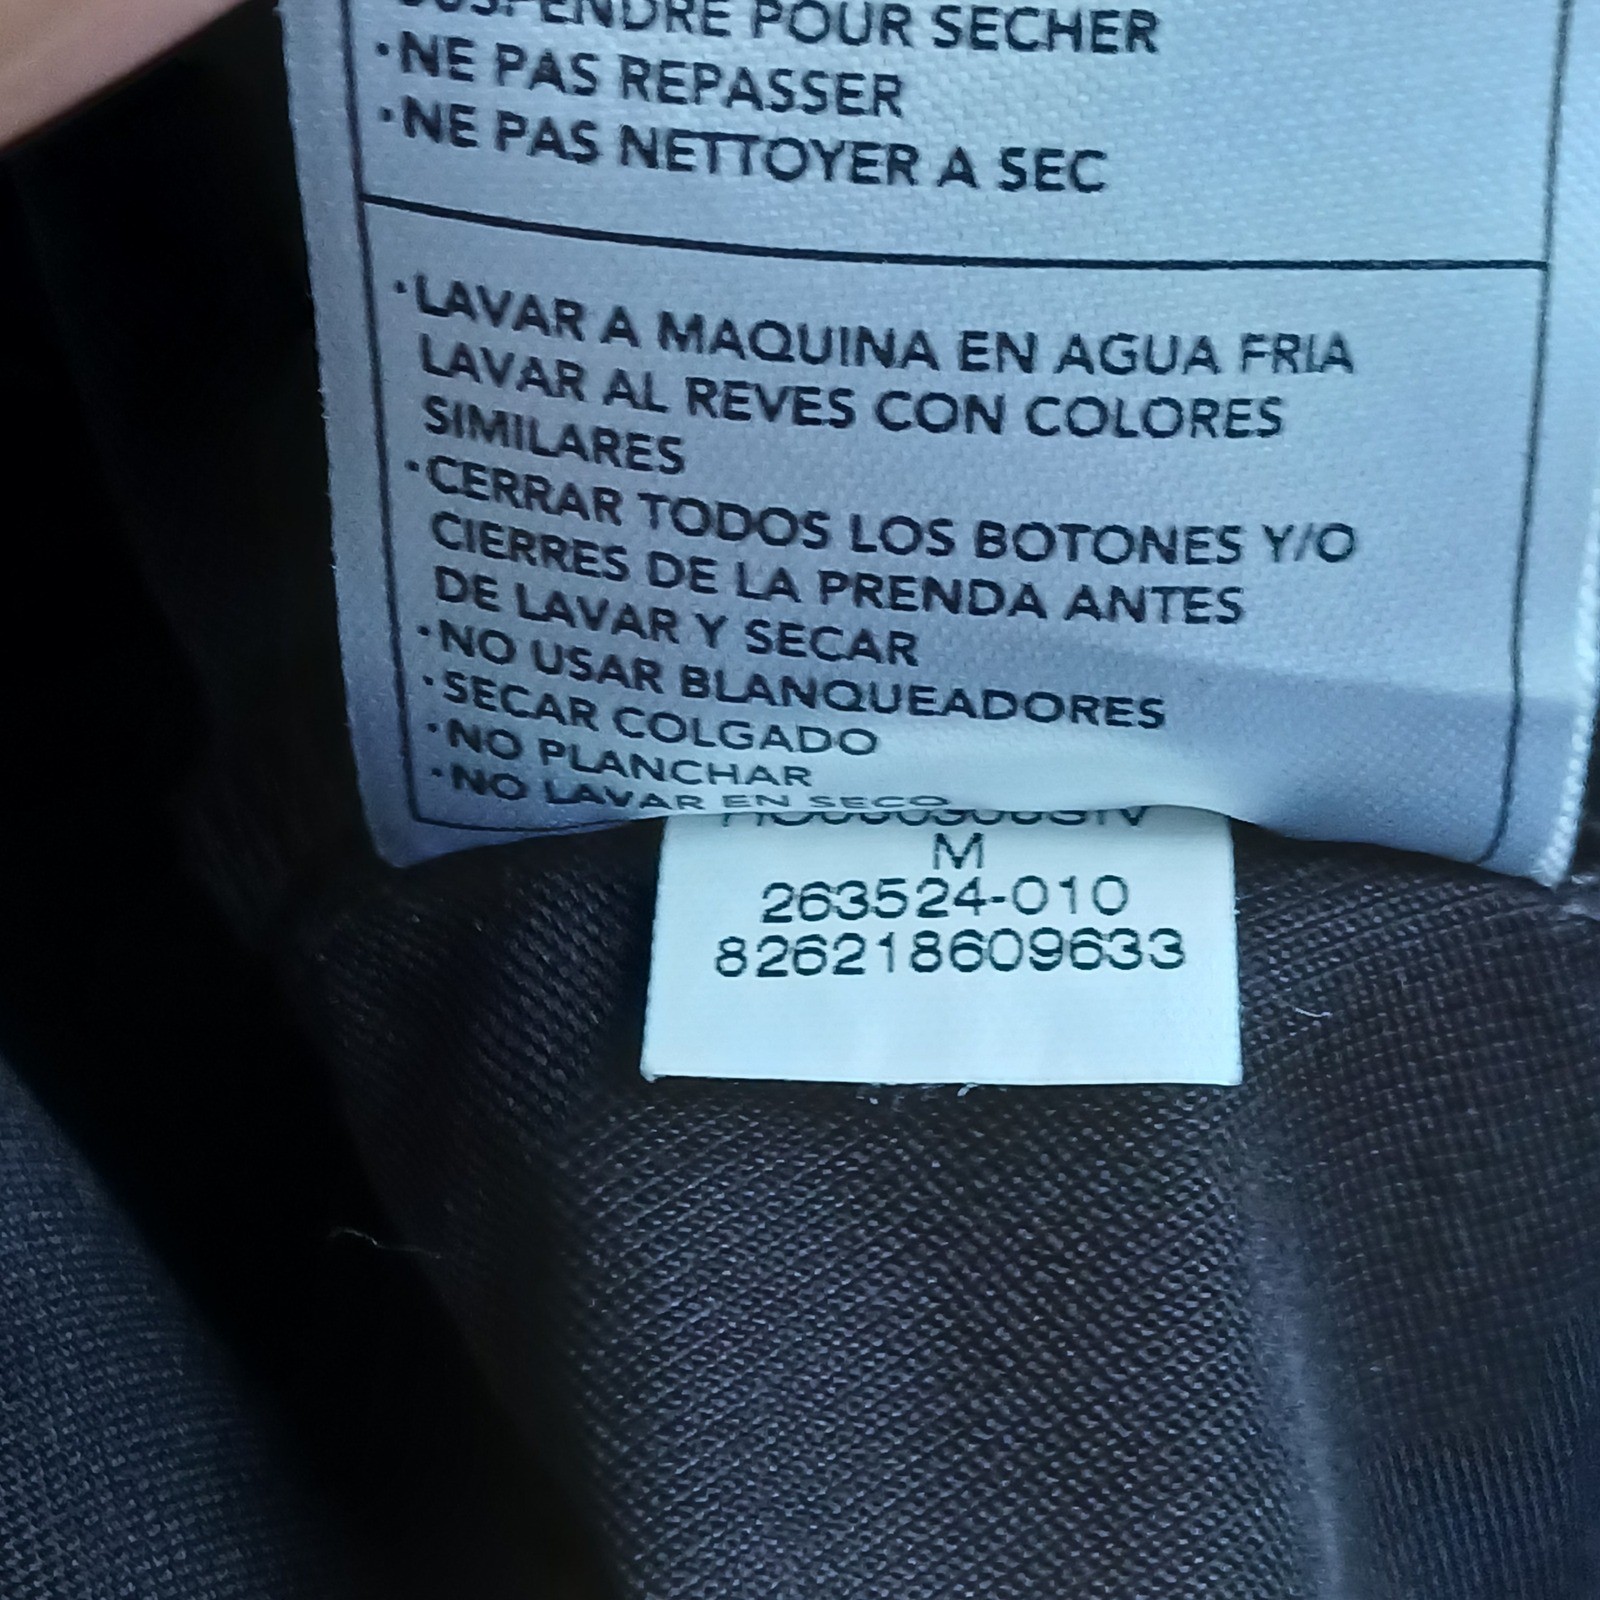 SUSPENDRE POUR SECHER
·NE PAS REPASSER
·NE PAS NETTOYER A SEC
·LAVAR A MAQUINA EN AGUA FRIA
LAVAR AL REVES CON COLORES
SIMILARES
·CERRAR TODOS LOS BOTONES Y/O
CIERRES DE LA PRENDA ANTES
DE LAVAR Y SECAR
·NO USAR BLANQUEADORES
·SECAR COLGADO
·NO PLANCHAR
·NO LAVAR EN SECO
M
263524-010
826218609633